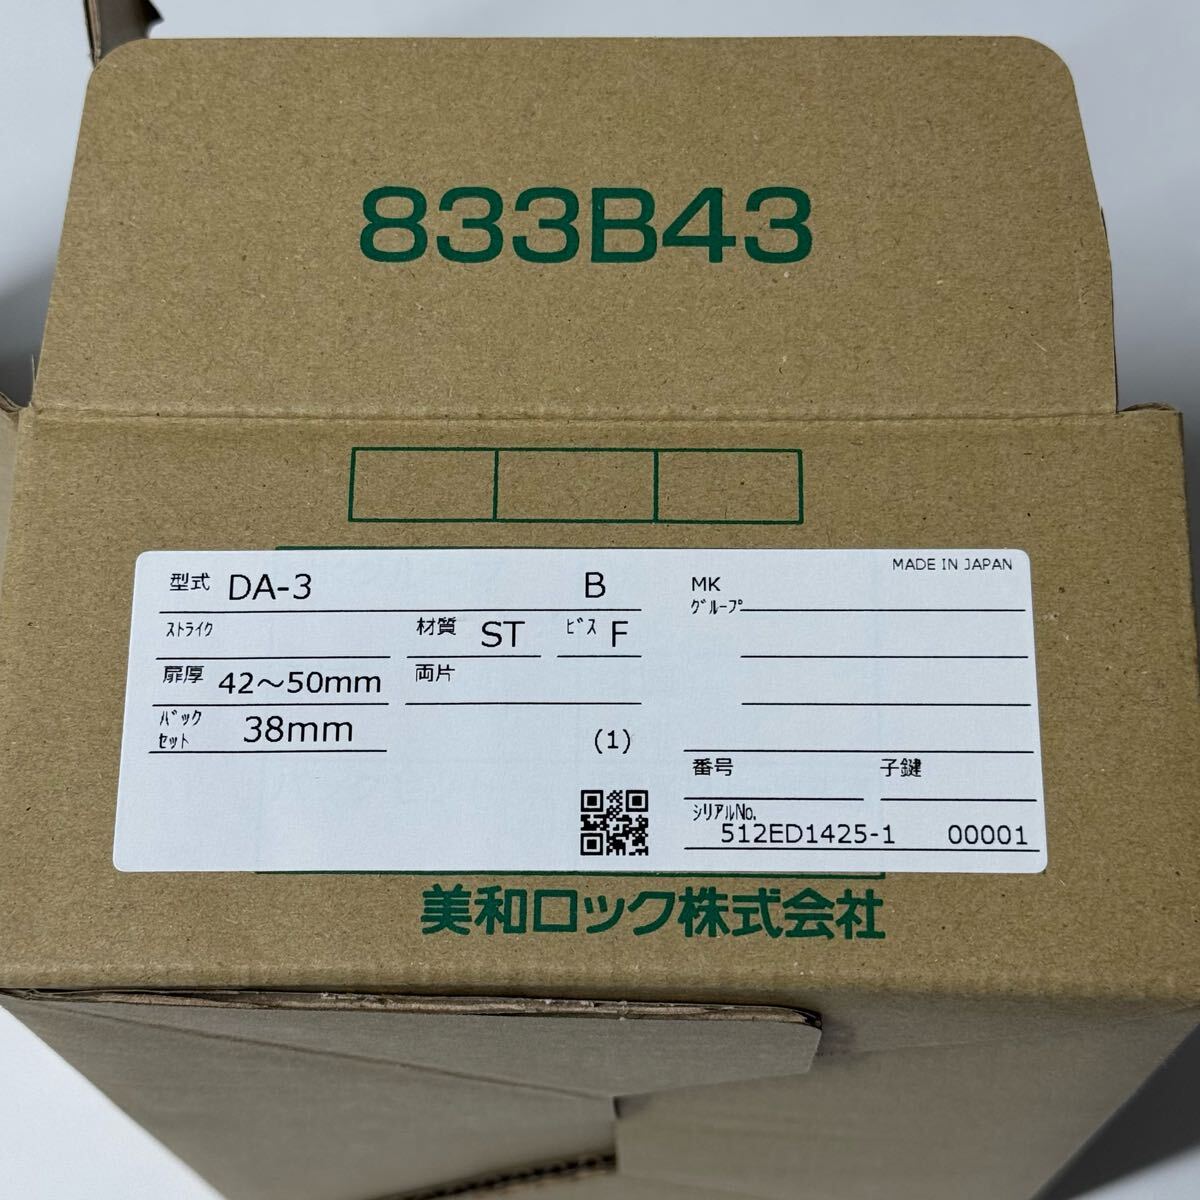 833B43
MADE IN JAPAN
型式 DA-3 B
MK
グループ
ストライク
材質 ST
ビス F
扉厚 42～50mm
両片
バックセット 38mm
(1)
番号
子鍵
シリアルNo.
512ED1425-1 00001
美和ロック株式会社